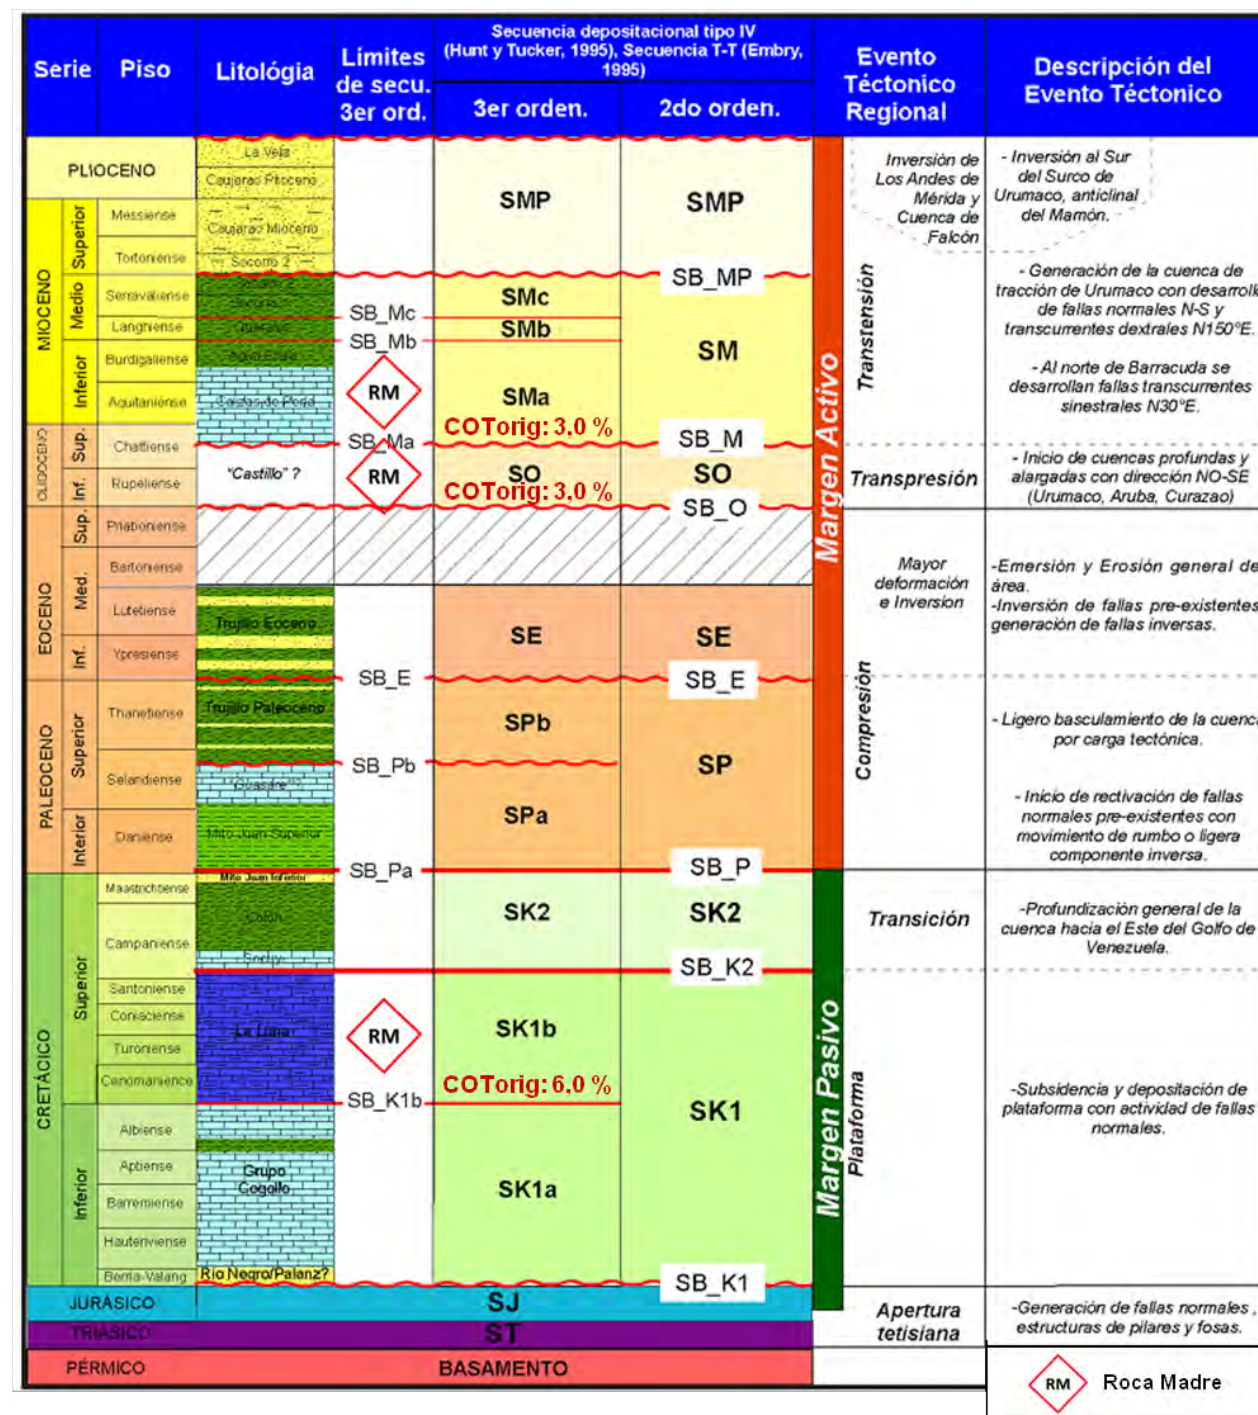 Serie
Piso
Litológia
Límites
de secu.
3er ord.
Secuencia depositacional tipo IV
(Hunt y Tucker, 1995), Secuencia T-T (Embry,
1995)
3er orden.
2do orden.
Evento
Téctonico
Regional
Descripción del
Evento Téctonico
PLIOCENO
La Vela
Caujarao Plioceno
MIOCENO
Superior
Messiense
Tortoniense
Caujarao Mioceno
Socorro 2
SMP
SMP
SB_MP
Medio
Serravaliense
Langhiense
SB_Mc
SB_Mb
SMc
SMb
SM
Inferior
Burdigaliense
Aquitaniense
RM
SMa
COTorig: 3,0 %
SB_Ma
SB_M
OLIGOCENO
Sup.
Inf.
Chattiense
Rupeliense
"Castillo" ?
RM
SO
COTorig: 3,0 %
SO
SB_O
EOCENO
Sup.
Med.
Inf.
Priaboniense
Bartoniense
Lutetiense
Ypresiense
Trujillo Eoceno
SE
SE
SB_E
SB_E
PALEOCENO
Superior
Interior
Thanetiense
Selandiense
Daniense
Trujillo Paleoceno
"Guasare"?
Mito Juan Superior
SPb
SB_Pb
SP
SPa
SB_Pa
SB_P
CRETÁCICO
Superior
Inferior
Maastrichtiense
Campaniense
Santoniense
Coniaciense
Turoniense
Cenomanience
Albiense
Aptiense
Barremiense
Hauteriviense
Berria-Valang
Mito Juan Inferior
Colón
Socuy
La Luna
Grupo
Cogollo
Río Negro/Palanz?
SK2
SK2
SB_K2
RM
SK1b
COTorig: 6,0 %
SB_K1b
SK1
SK1a
SB_K1
JURÁSICO
SJ
TRIÁSICO
ST
PÉRMICO
BASAMENTO
Margen Activo
Margen Pasivo
Inversión de
Los Andes de
Mérida y
Cuenca de
Falcón
- Inversión al Sur
del Surco de
Urumaco, anticlinal
del Mamón.
Transtensión
- Generación de la cuenca de
tracción de Urumaco con desarroll
de fallas normales N-S y
transcurrentes dextrales N150°E.
- Al norte de Barracuda se
desarrollan fallas transcurrentes
sinestrales N30°E.
Transpresión
- Inicio de cuencas profundas y
alargadas con dirección NO-SE
(Urumaco, Aruba, Curazao)
Mayor
deformación
e Inversion
-Emersión y Erosión general de
área.
-Inversión de fallas pre-existentes
generación de fallas inversas.
Compresión
- Ligero basculamiento de la cuenca
por carga tectónica.
- Inicio de rectivación de fallas
normales pre-existentes con
movimiento de rumbo o ligera
componente inversa.
Transición
-Profundización general de la
cuenca hacia el Este del Golfo de
Venezuela.
Plataforma
-Subsidencia y depositación de
plataforma con actividad de fallas
normales.
Apertura
tetisiana
-Generación de fallas normales ,
estructuras de pilares y fosas.
RM
Roca Madre